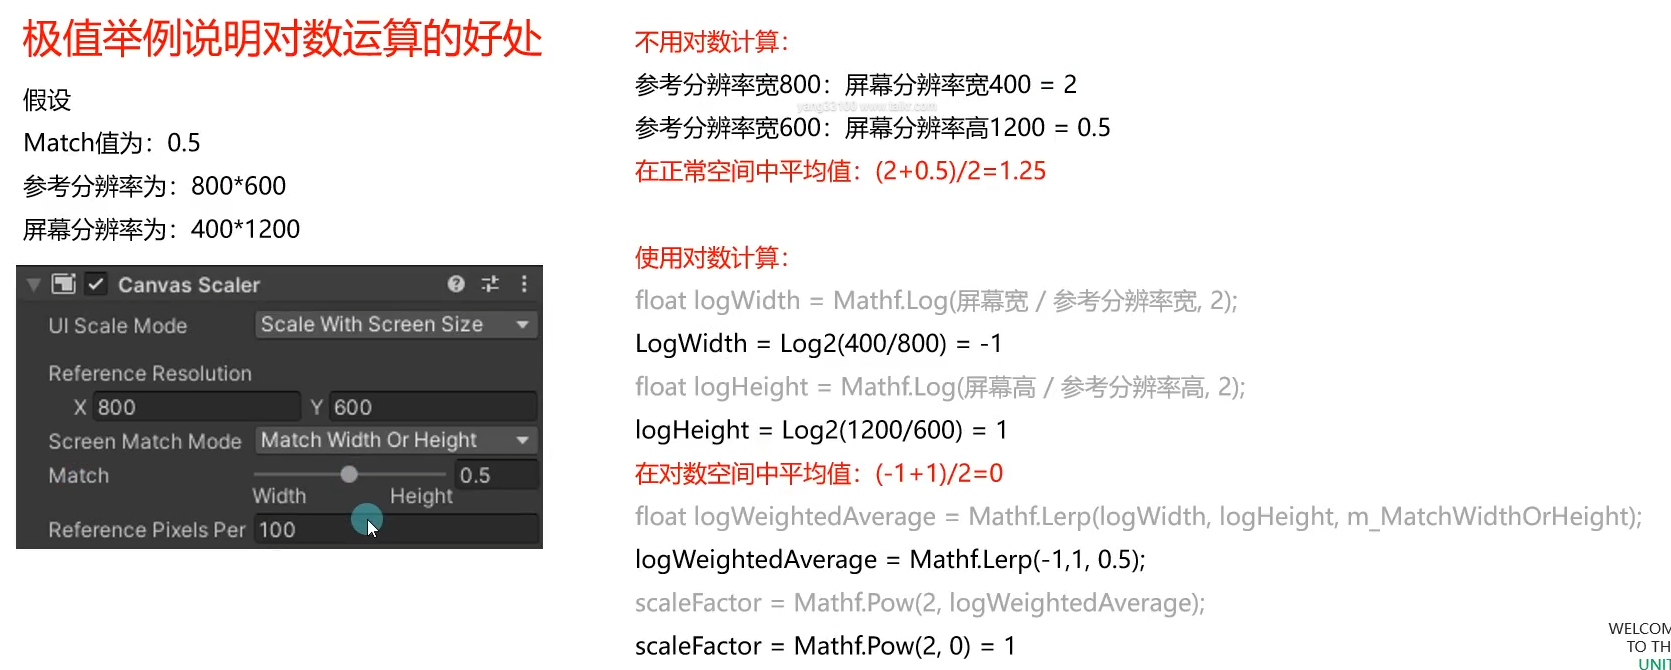 极值举例说明对数运算的好处
假设
Match值为：0.5
参考分辨率为：800*600
屏幕分辨率为：400*1200
Canvas Scaler
UI Scale Mode Scale With Screen Size
Reference Resolution
X 800 Y 600
Screen Match Mode Match Width Or Height
Match 0.5
Width Height
Reference Pixels Per 100
不用对数计算：
参考分辨率宽800：屏幕分辨率宽400 = 2
yang33100 www.taikr.com
参考分辨率宽600：屏幕分辨率高1200 = 0.5
在正常空间中平均值：(2+0.5)/2=1.25
使用对数计算：
float logWidth = Mathf.Log(屏幕宽 / 参考分辨率宽, 2);
LogWidth = Log2(400/800) = -1
float logHeight = Mathf.Log(屏幕高 / 参考分辨率高, 2);
logHeight = Log2(1200/600) = 1
在对数空间中平均值：(-1+1)/2=0
float logWeightedAverage = Mathf.Lerp(logWidth, logHeight, m_MatchWidthOrHeight);
logWeightedAverage = Mathf.Lerp(-1,1, 0.5);
scaleFactor = Mathf.Pow(2, logWeightedAverage);
scaleFactor = Mathf.Pow(2, 0) = 1
WELCOM
TO TH
UNIT